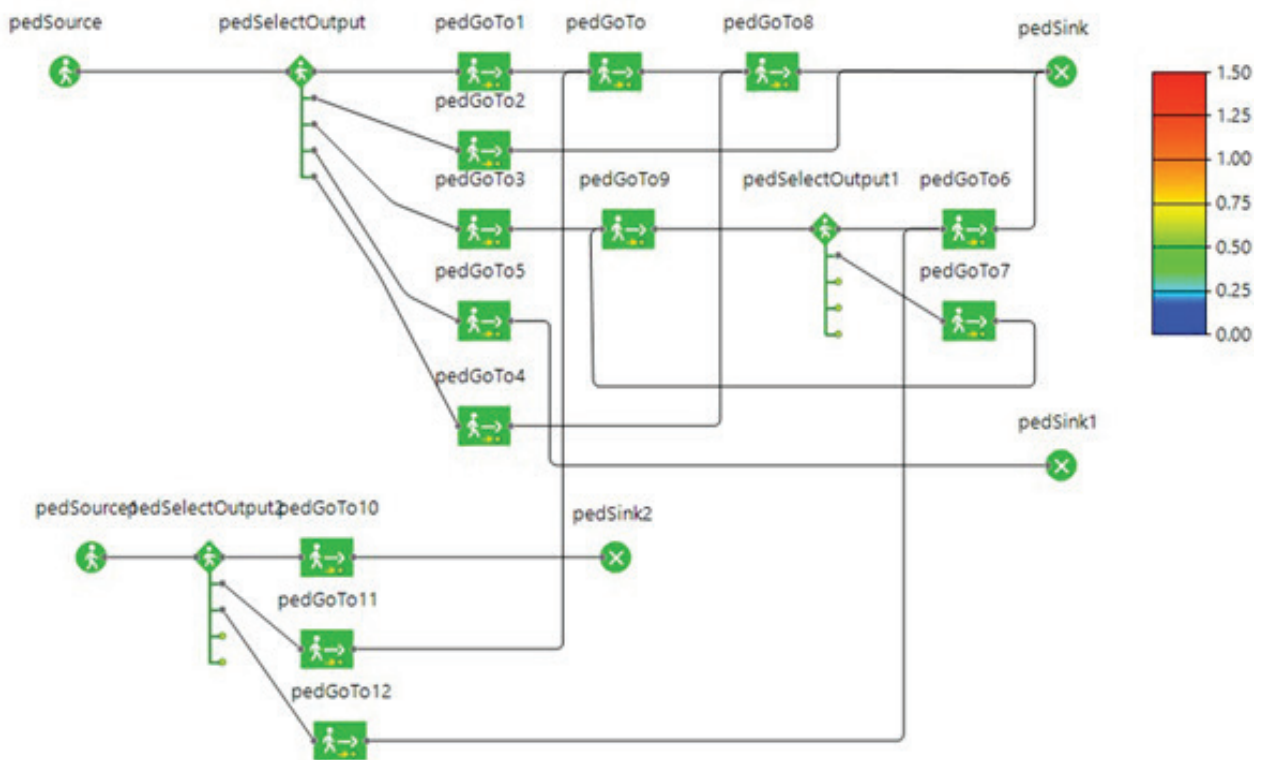 pedSource
pedSelectOutput
pedGoTo1
pedGoTo
pedGoTo8
pedSink
1.50
pedGoTo2
1.25
1.00
pedGoTo3
pedGoTo9
pedSelectOutput1
pedGoTo6
0.75
0.50
pedGoTo5
pedGoTo7
0.25
0.00
pedGoTo4
pedSink1
pedSource1
pedSelectOutput2
pedGoTo10
pedSink2
pedGoTo11
pedGoTo12